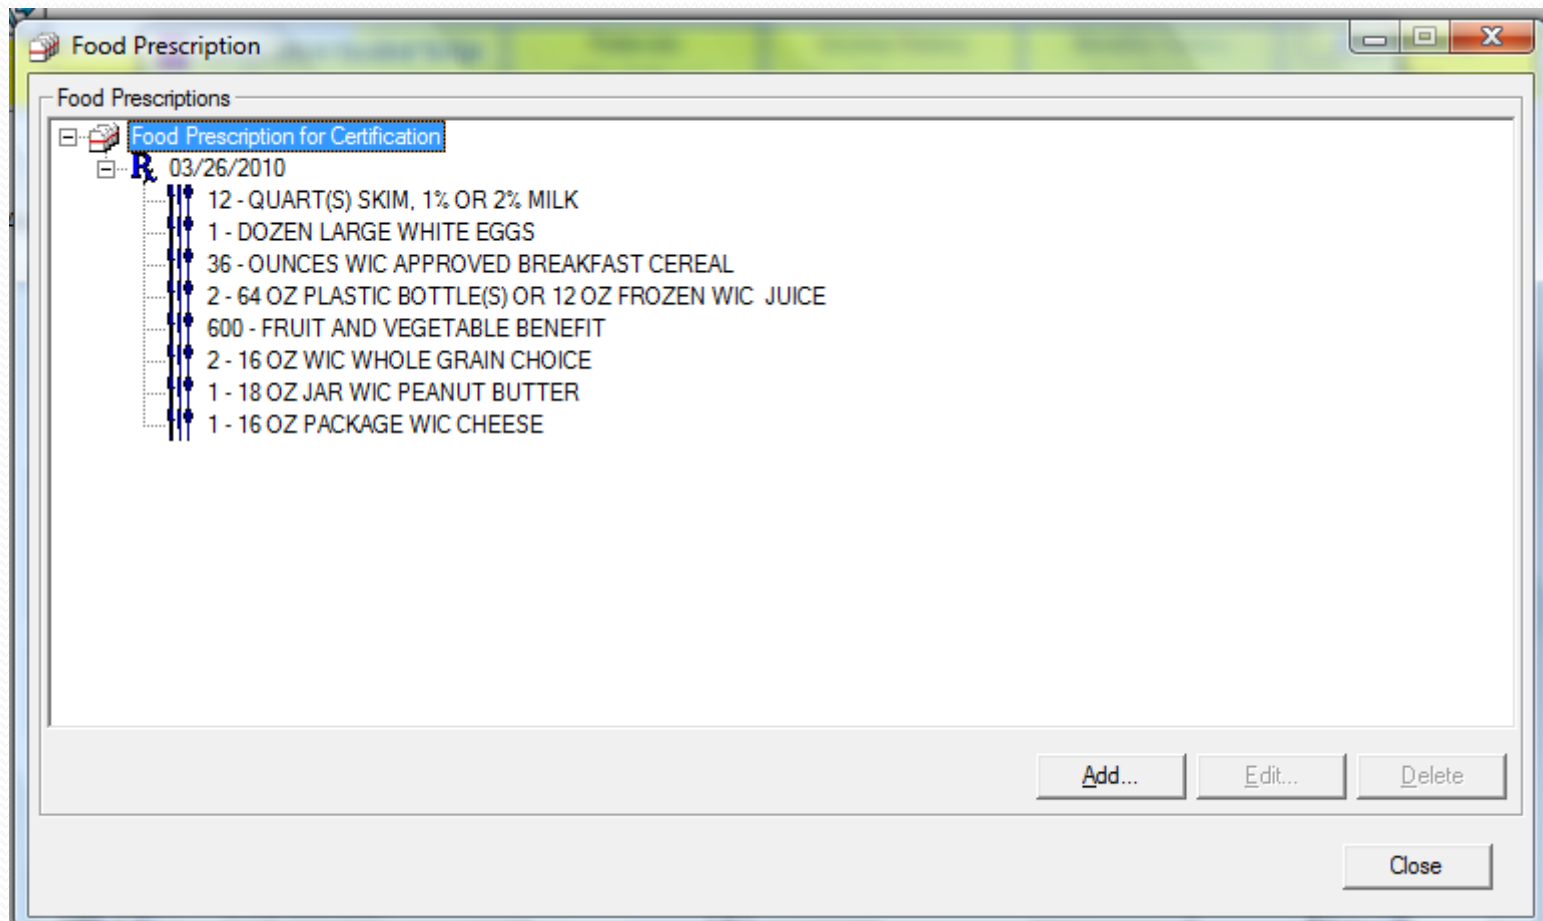 Food Prescription
Food Prescriptions
Food Prescription for Certification
Rx 03/26/2010
12 - QUART(S) SKIM, 1% OR 2% MILK
1 - DOZEN LARGE WHITE EGGS
36 - OUNCES WIC APPROVED BREAKFAST CEREAL
2 - 64 OZ PLASTIC BOTTLE(S) OR 12 OZ FROZEN WIC  JUICE
600 - FRUIT AND VEGETABLE BENEFIT
2 - 16 OZ WIC WHOLE GRAIN CHOICE
1 - 18 OZ JAR WIC PEANUT BUTTER
1 - 16 OZ PACKAGE WIC CHEESE
Add... Edit... Delete
Close